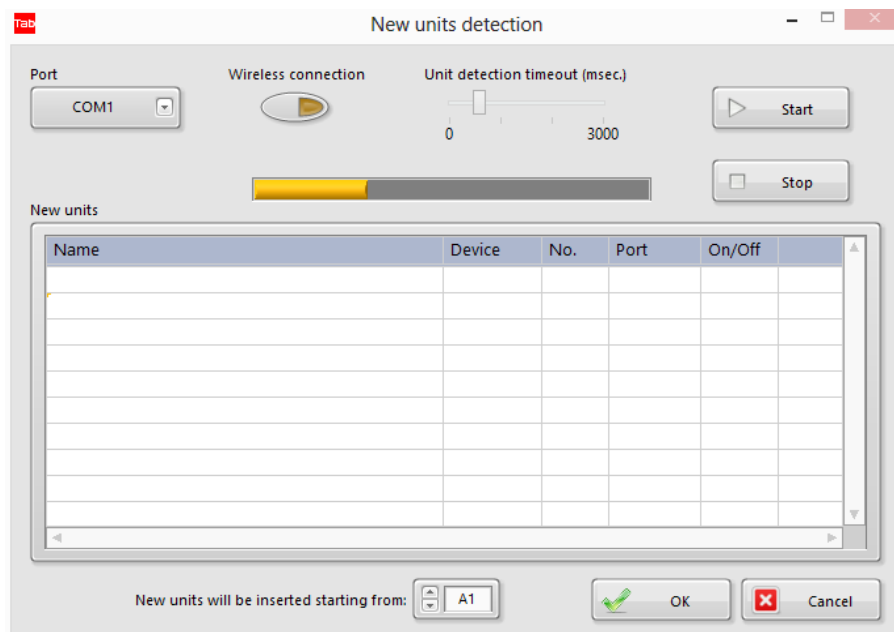 Tab
New units detection
Port
Wireless connection
Unit detection timeout (msec.)
COM1
Start
0
3000
Stop
New units
Name Device No. Port On/Off
New units will be inserted starting from: A1
OK
Cancel